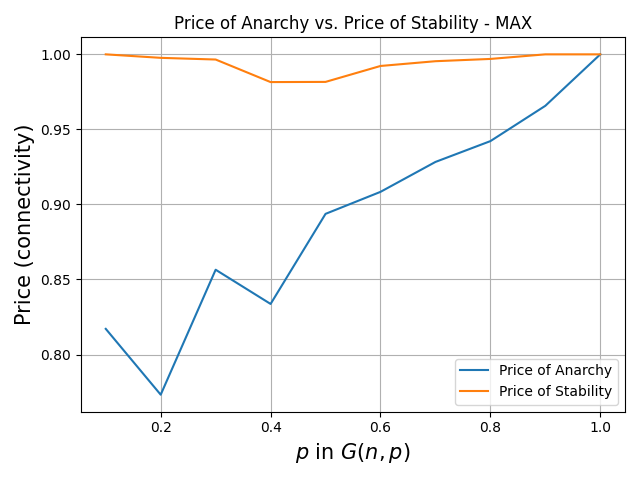 Price of Anarchy vs. Price of Stability - MAX
Price (connectivity)
1.00
0.95
0.90
0.85
0.80
Price of Anarchy
Price of Stability
0.2 0.4 0.6 0.8 1.0
p in G(n, p)